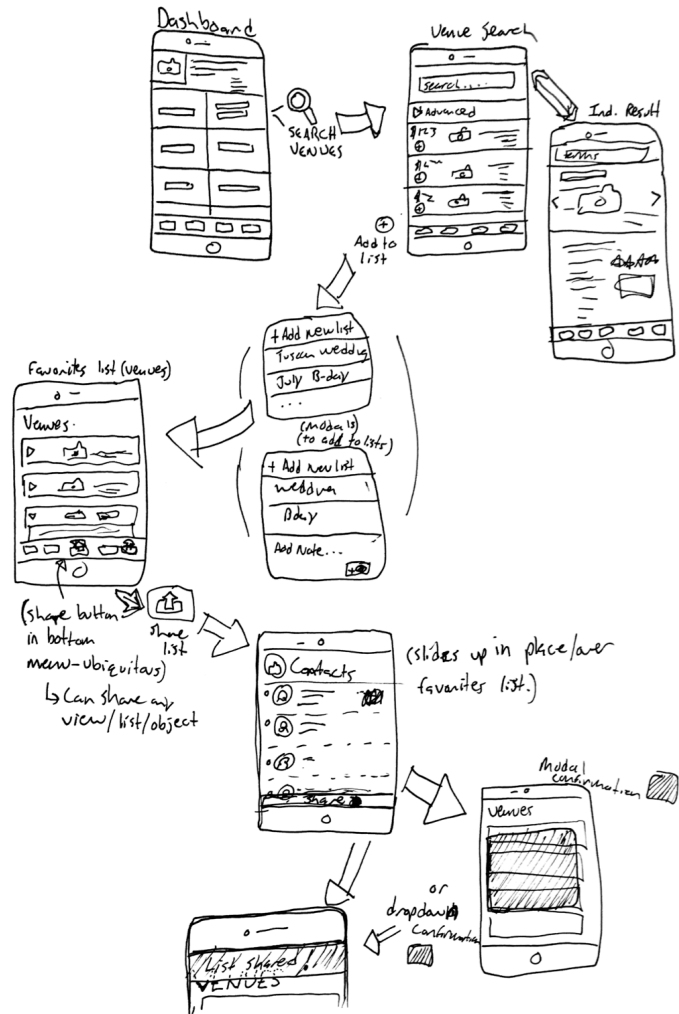 Dashboard
SEARCH
VENUES
Venue Search
search....
Advanced
$123
Ind. Result
terms
Add to
list
+ Add new list
Tuscan wedding
July B-day
...
(modals)
(to add to lists)
+ Add new list
wedding
Bday
Add Note...
Favorites list (venues)
Venues.
(share button
in bottom
menu-ubiquitous)
↳ Can share any
view/list/object
share
list
Contacts
share
(slides up in place/over
favorites list.)
Modal
confirmation
Venues
or
dropdown
confirmation
List shared!
VENUES